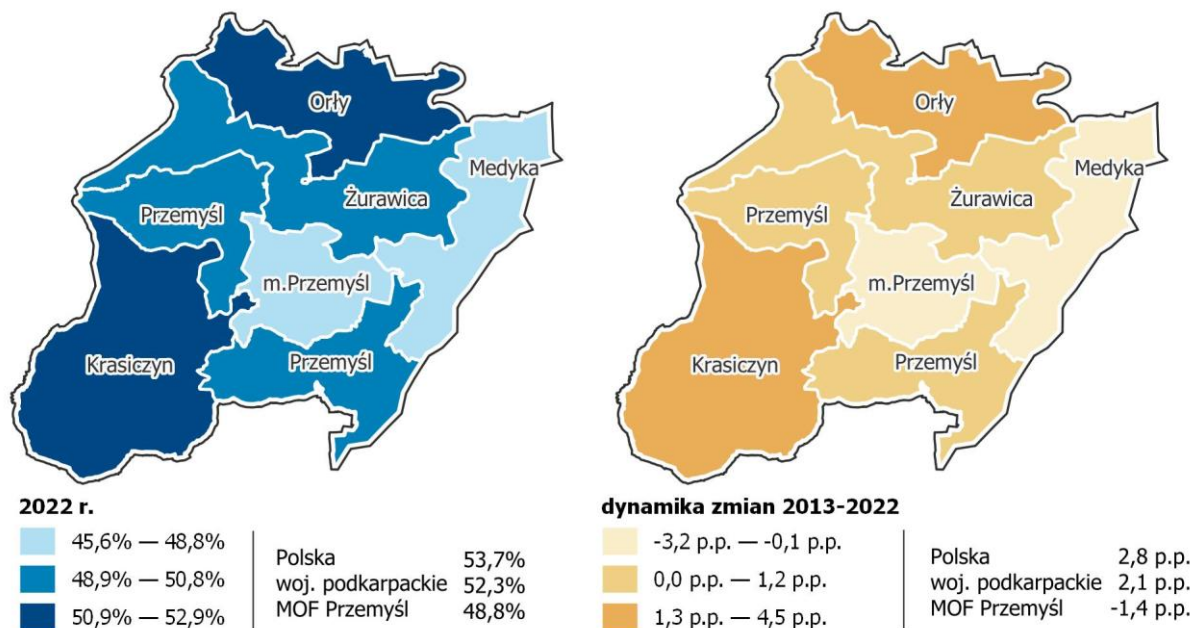 Orły
Medyka
Żurawica
Przemyśl
m.Przemyśl
Krasiczyn
Przemyśl
2022 r.
45,6% — 48,8%
48,9% — 50,8%
50,9% — 52,9%
Polska 53,7%
woj. podkarpackie 52,3%
MOF Przemyśl 48,8%
Orły
Medyka
Żurawica
Przemyśl
m.Przemyśl
Krasiczyn
Przemyśl
dynamika zmian 2013-2022
-3,2 p.p. — -0,1 p.p.
0,0 p.p. — 1,2 p.p.
1,3 p.p. — 4,5 p.p.
Polska 2,8 p.p.
woj. podkarpackie 2,1 p.p.
MOF Przemyśl -1,4 p.p.